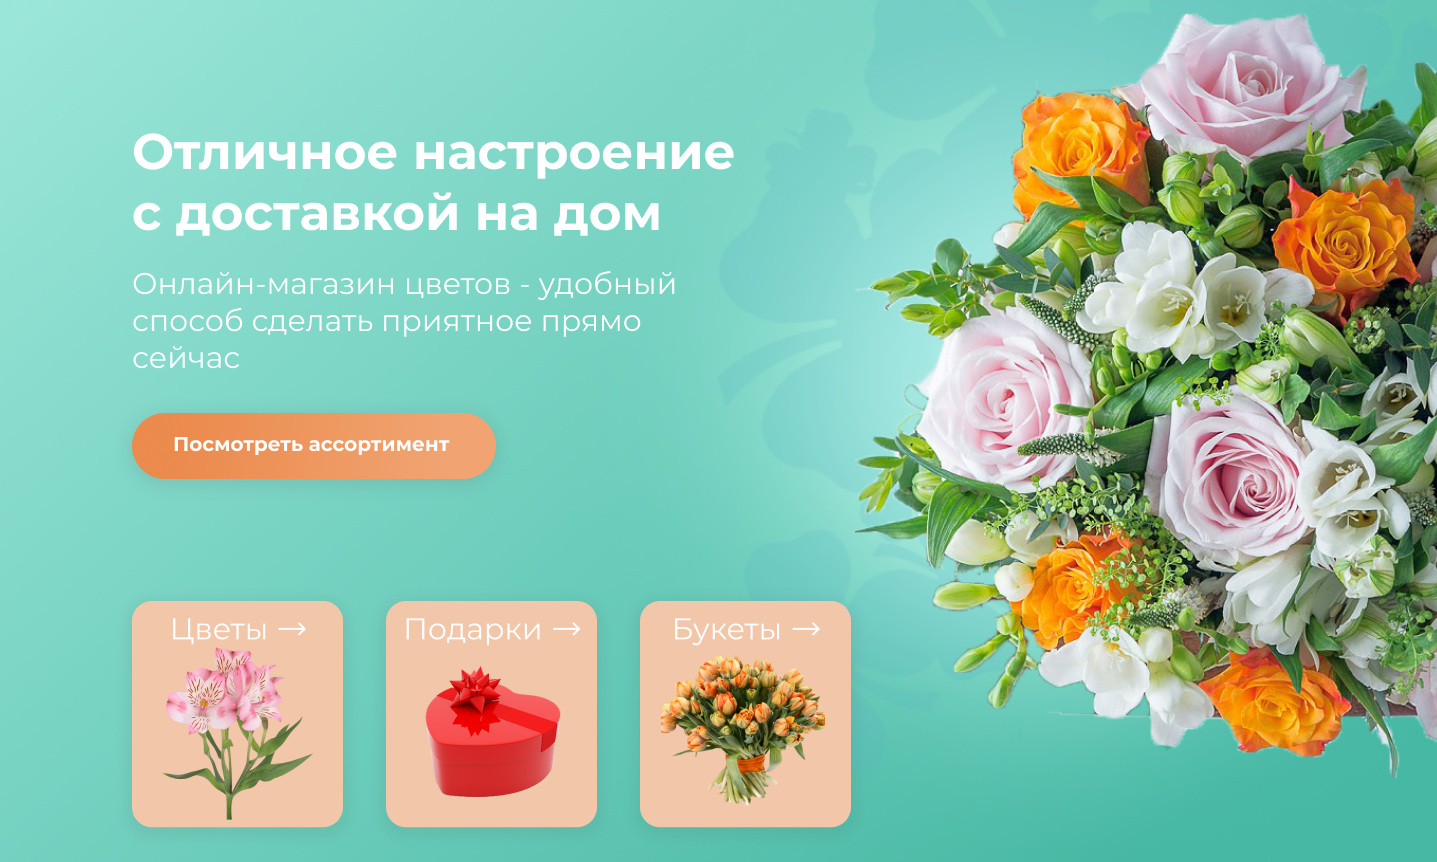 Отличное настроение
с доставкой на дом
Онлайн-магазин цветов - удобный
способ сделать приятное прямо
сейчас
Посмотреть ассортимент
Цветы →
Подарки →
Букеты →